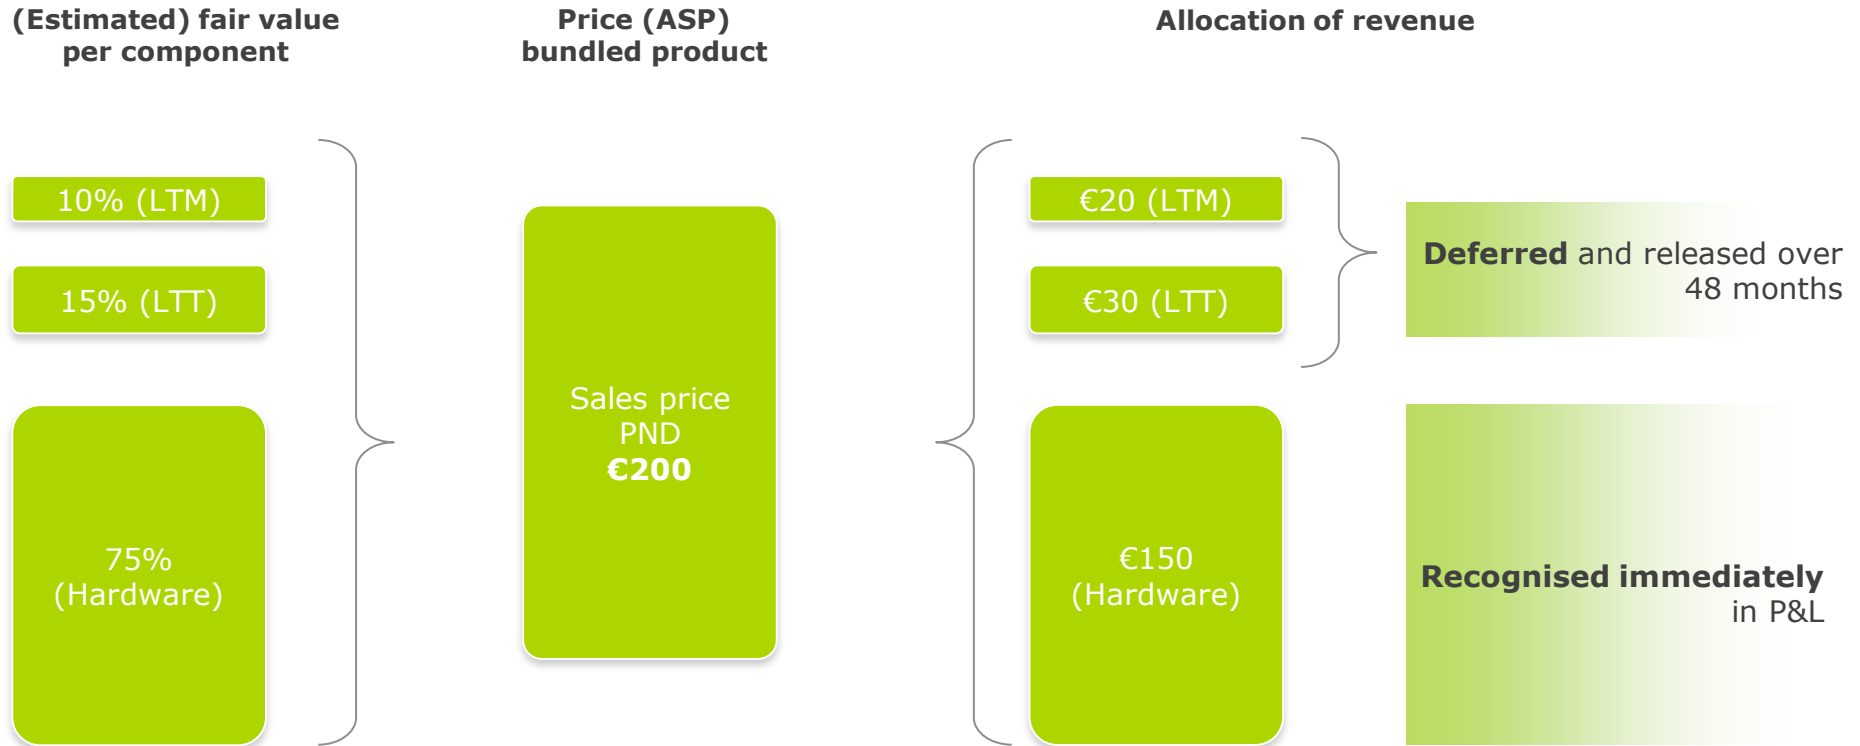 (Estimated) fair value
per component
Price (ASP)
bundled product
Allocation of revenue
10% (LTM)
15% (LTT)
75%
(Hardware)
Sales price
PND
€200
€20 (LTM)
€30 (LTT)
€150
(Hardware)
Deferred and released over
48 months
Recognised immediately
in P&L